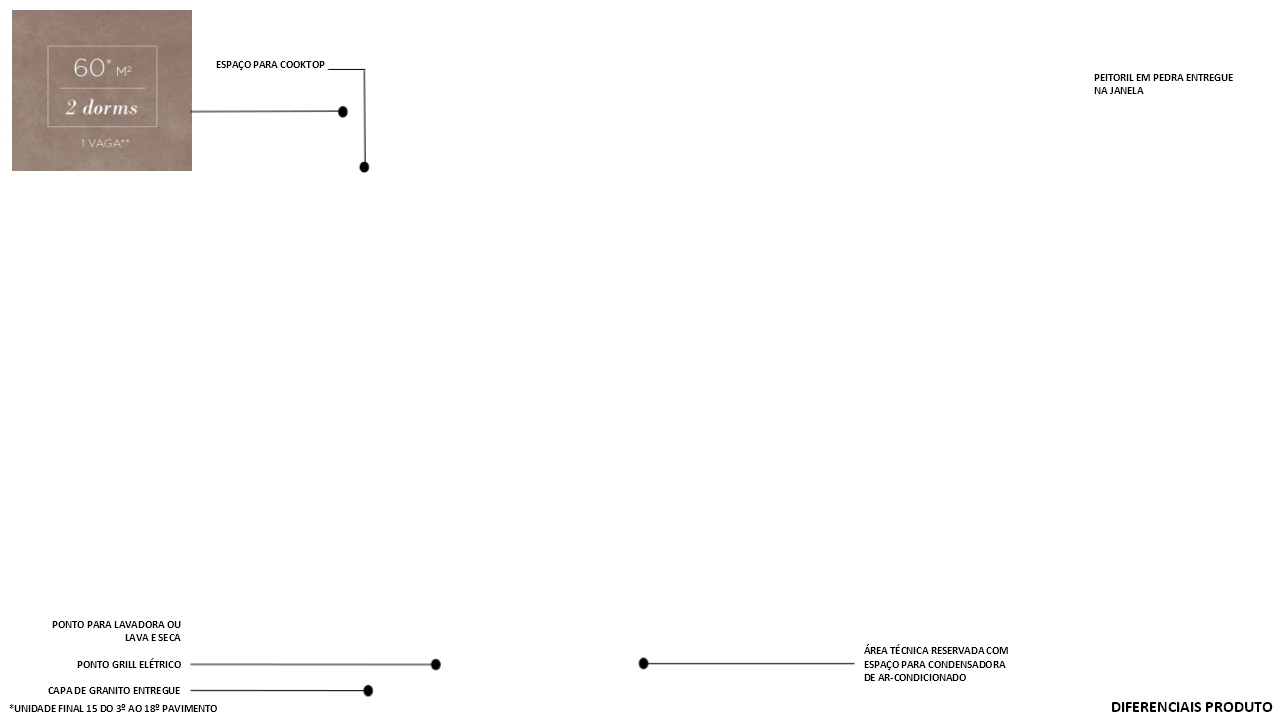 60* M²
2 dorms
1 VAGA**
ESPAÇO PARA COOKTOP
PEITORIL EM PEDRA ENTREGUE
NA JANELA
PONTO PARA LAVADORA OU
LAVA E SECA
PONTO GRILL ELÉTRICO
CAPA DE GRANITO ENTREGUE
ÁREA TÉCNICA RESERVADA COM
ESPAÇO PARA CONDENSADORA
DE AR-CONDICIONADO
*UNIDADE FINAL 15 DO 3º AO 18º PAVIMENTO
DIFERENCIAIS PRODUTO